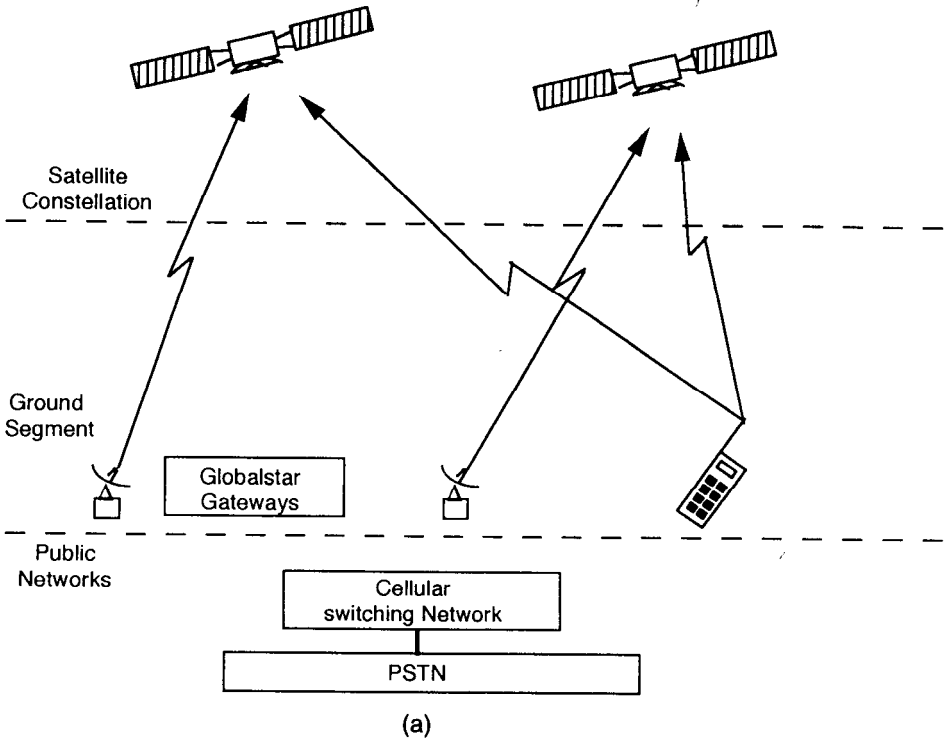 Satellite
Constellation
Ground
Segment
Globalstar
Gateways
Public
Networks
Cellular
switching Network
PSTN
(a)